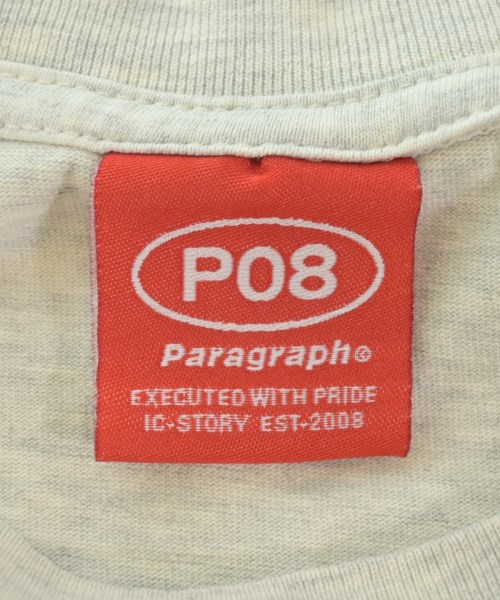 P08
Paragraph©
EXECUTED WITH PRIDE
IC-STORY EST-2008